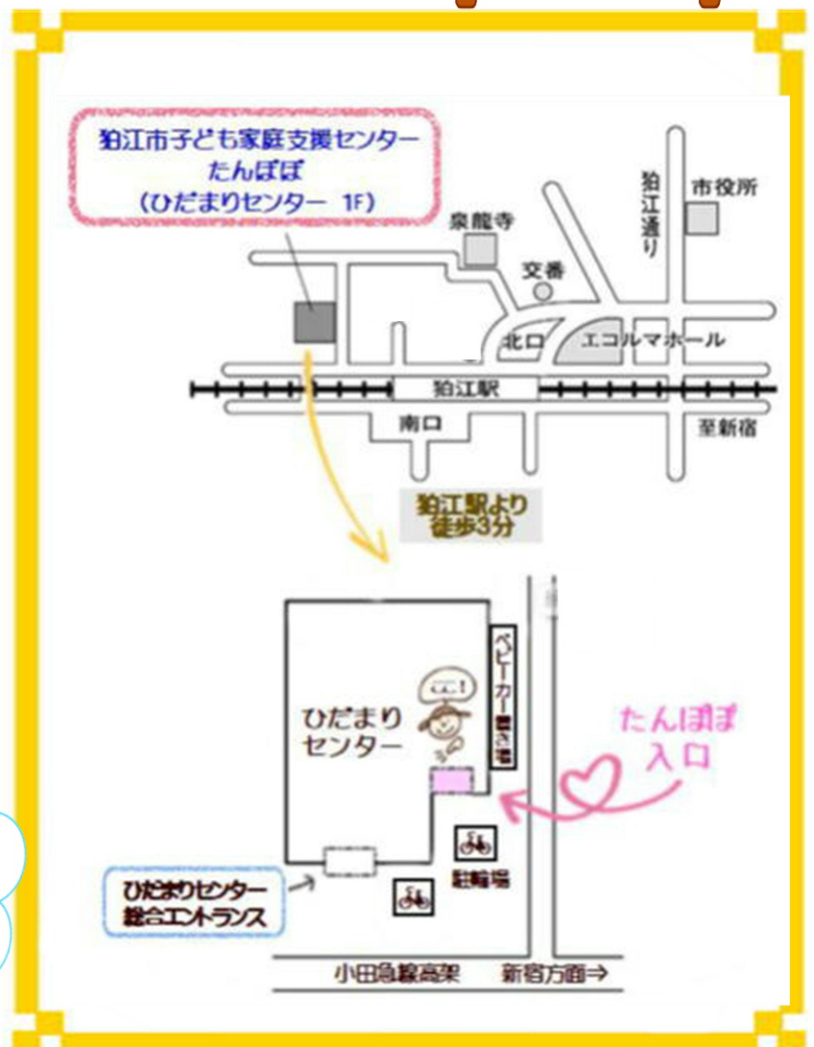 狛江市子ども家庭支援センター
たんぽぽ
(ひだまりセンター 1F)
狛江通り
市役所
泉龍寺
交番
北口
エコルマホール
狛江駅
南口
至新宿
狛江駅より
徒歩3分
ベビーカー置き場
ここ!
ひだまり
センター
たんぽぽ
入口
駐輪場
ひだまりセンター
総合エントランス
小田急線高架
新宿方面⇒